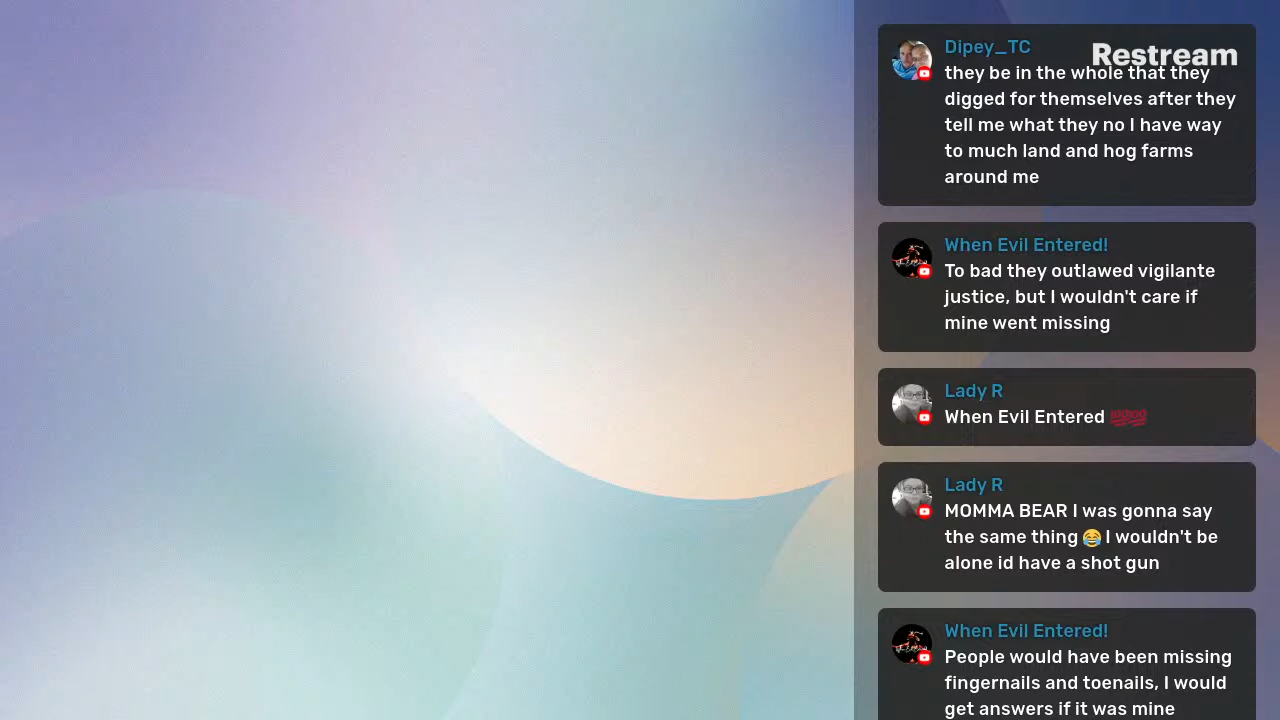 Dipey_TC
Restream
they be in the whole that they
digged for themselves after they
tell me what they no I have way
to much land and hog farms
around me
When Evil Entered!
To bad they outlawed vigilante
justice, but I wouldn't care if
mine went missing
Lady R
When Evil Entered 💯
Lady R
MOMMA BEAR I was gonna say
the same thing 😂 I wouldn't be
alone id have a shot gun
When Evil Entered!
People would have been missing
fingernails and toenails, I would
get answers if it was mine